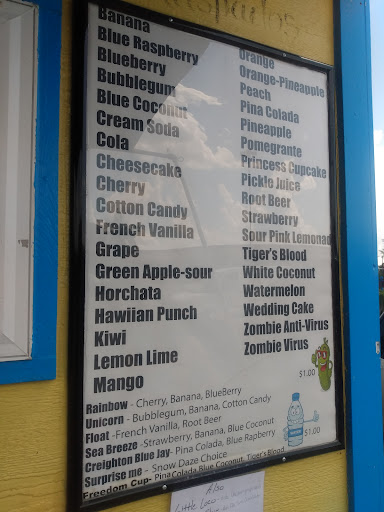 Banana
Blue Raspberry
Blueberry
Bubblegum
Blue Coconut
Cream Soda
Cola
Cheesecake
Cherry
Cotton Candy
French Vanilla
Grape
Green Apple-sour
Horchata
Hawiian Punch
Kiwi
Lemon Lime
Mango
Orange
Orange-Pineapple
Peach
Pina Colada
Pineapple
Pomegrante
Princess Cupcake
Pickle Juice
Root Beer
Strawberry
Sour Pink Lemonad
Tiger's Blood
White Coconut
Watermelon
Wedding Cake
Zombie Anti-Virus
Zombie Virus
$1.00
Rainbow - Cherry, Banana, BlueBerry
Unicorn - Bubblegum, Banana, Cotton Candy
Float -French Vanilla, Root Beer
Sea Breeze -Strawberry, Banana, Blue Coconut
Creighton Blue Jay- Pina Colada, Blue Rapberry
Surprise me - Snow Daze Choice
Freedom Cup- Pina Colada,Blue Coconut, Tiger's Blood
$1.00
Also
Little Luco